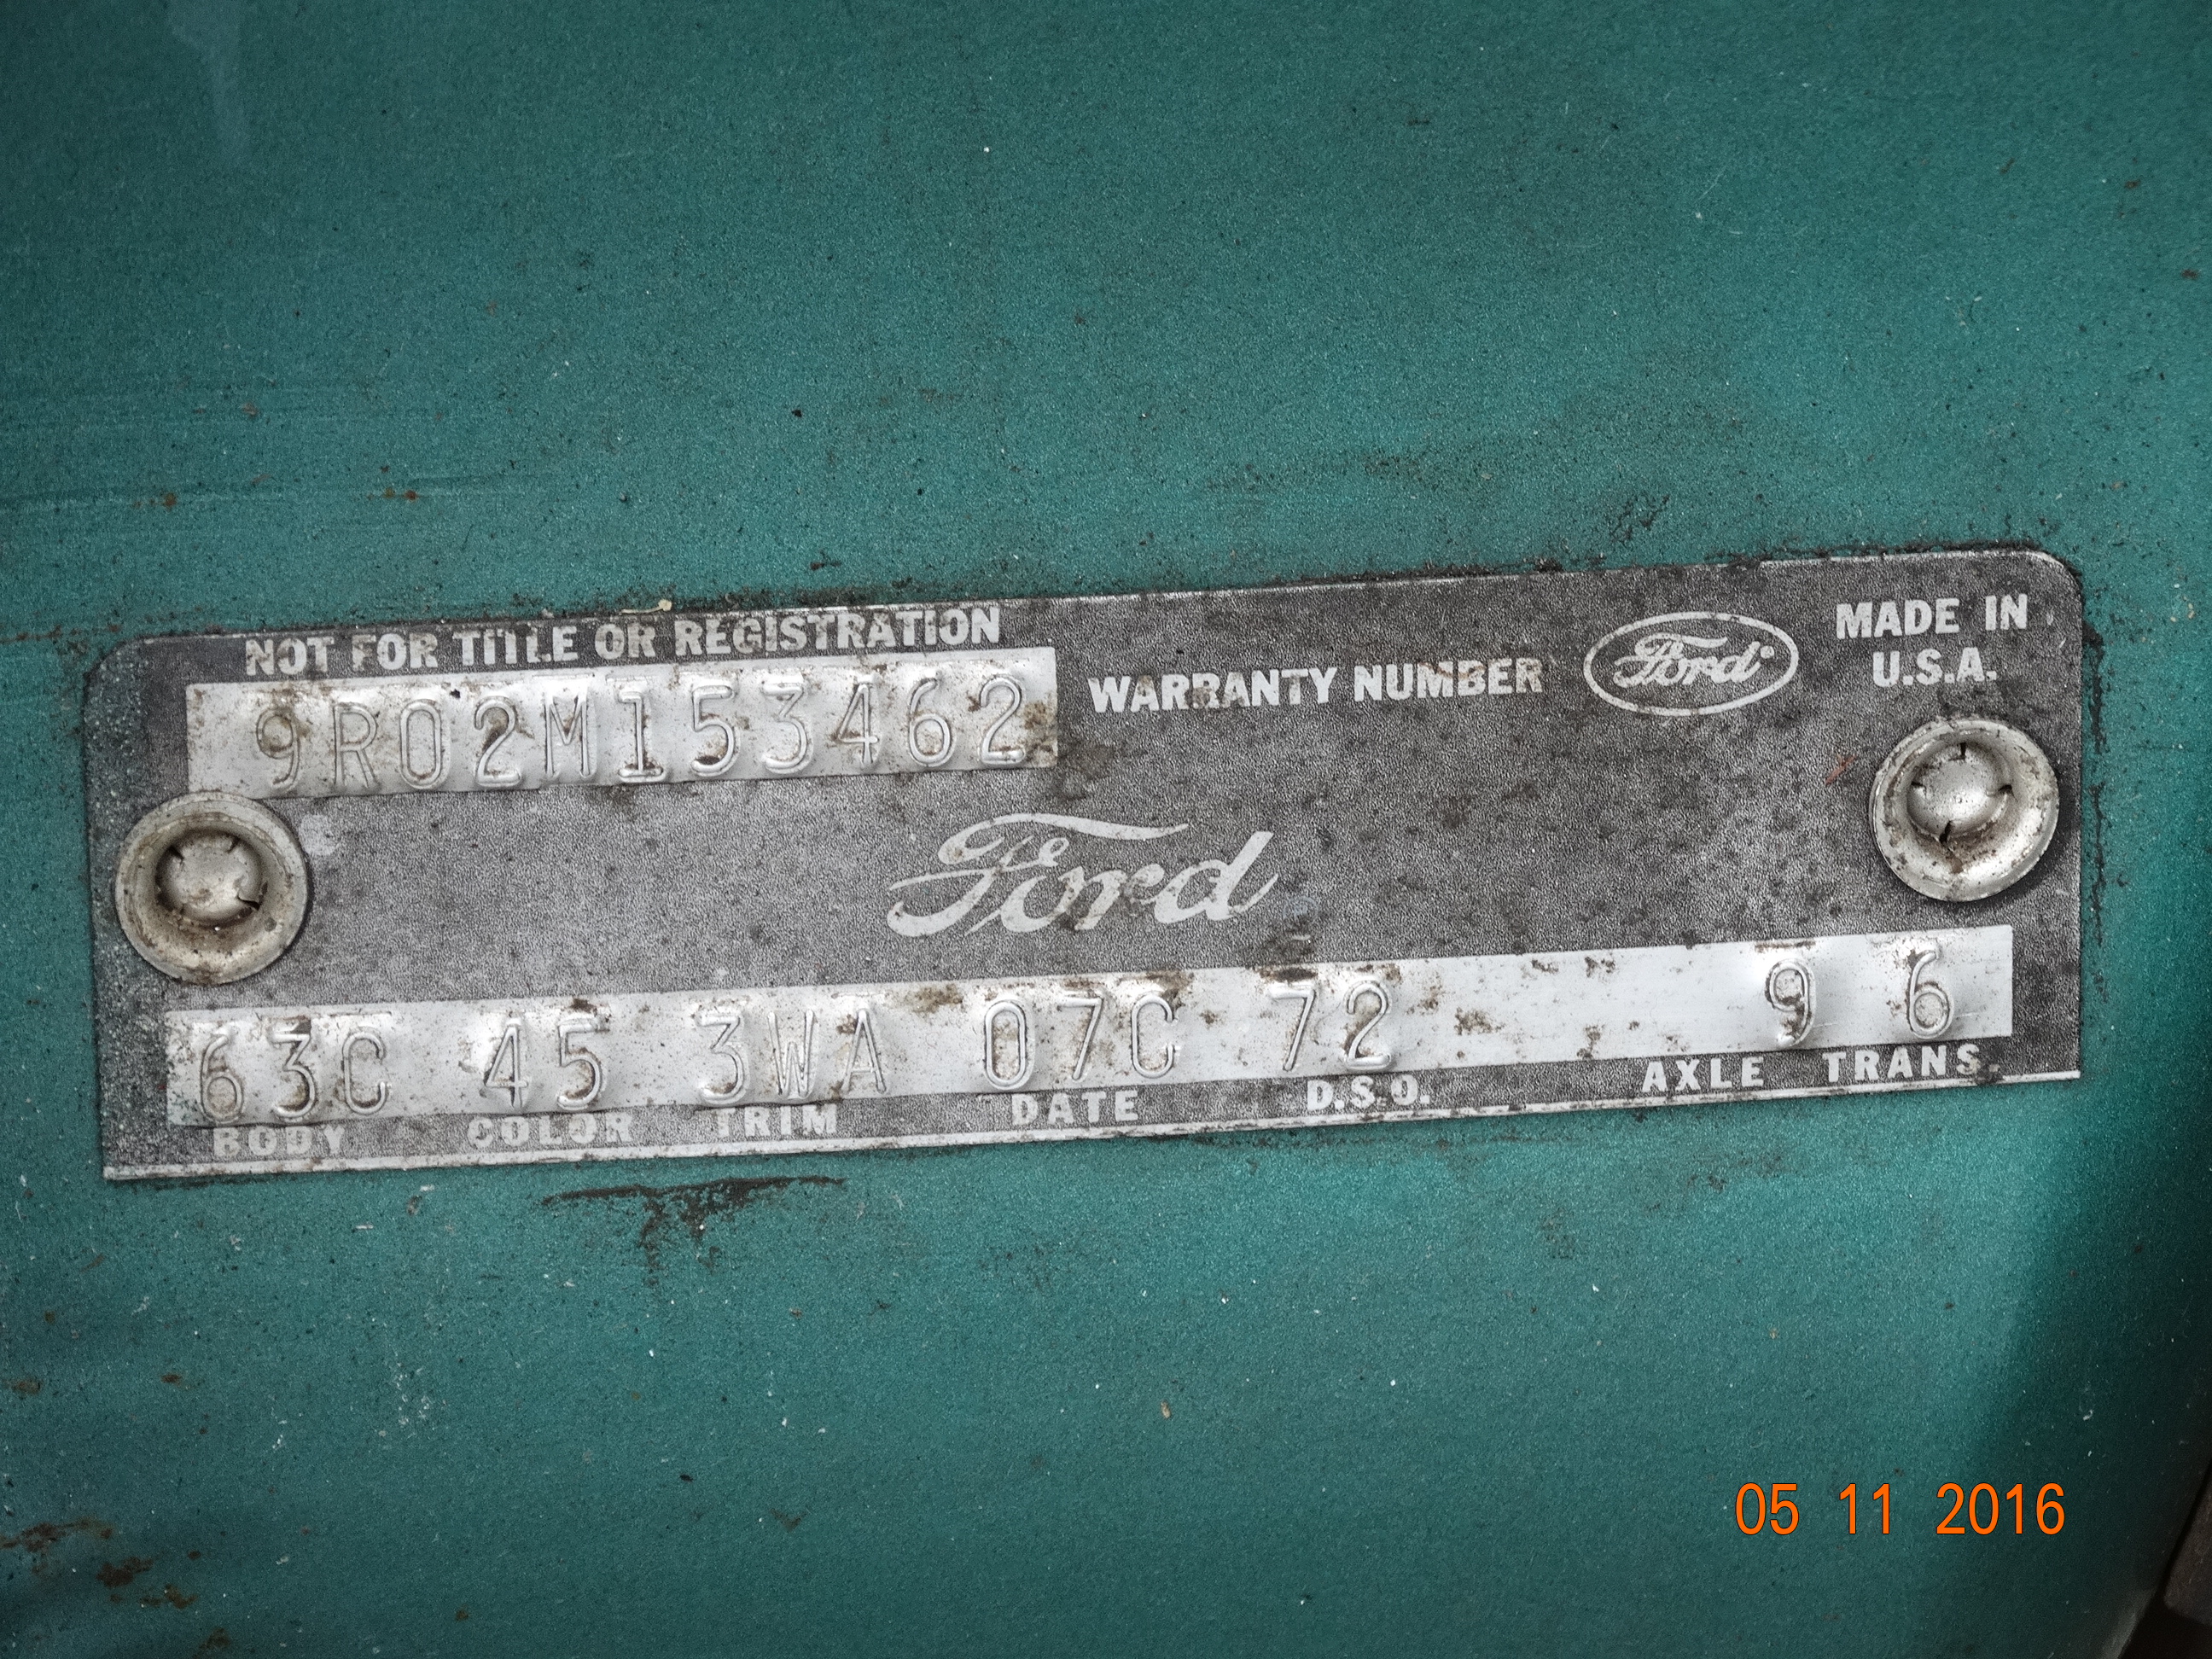 NOT FOR TITLE OR REGISTRATION
9R02M153462
WARRANTY NUMBER
Ford
MADE IN
U.S.A.
Ford
63C 45 3WA 07C 72 9 6
BODY COLOR TRIM DATE D.S.O. AXLE TRANS.
05 11 2016